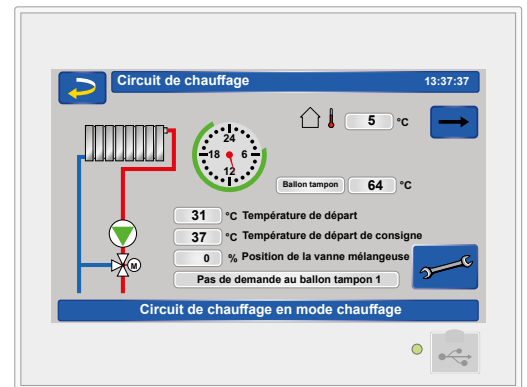 Circuit de chauffage 13:37:37
5 °C
24
18 6
12
Ballon tampon 64 °C
31 °C Température de départ
37 °C Température de départ de consigne
0 % Position de la vanne mélangeuse
M
Pas de demande au ballon tampon 1
Circuit de chauffage en mode chauffage